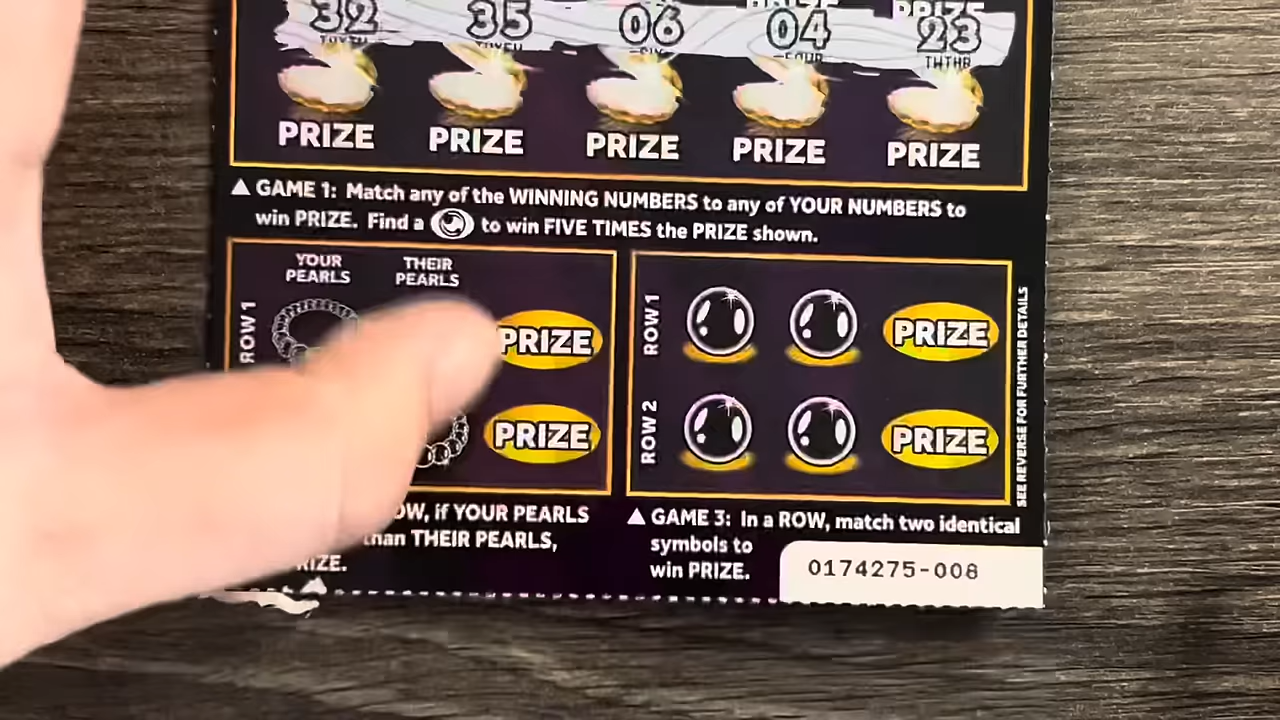 32 35 06 04 23
SIX FOUR THTHR
PRIZE PRIZE PRIZE PRIZE PRIZE
▲ GAME 1: Match any of the WINNING NUMBERS to any of YOUR NUMBERS to
win PRIZE. Find a to win FIVE TIMES the PRIZE shown.
YOUR
PEARLS
THEIR
PEARLS
ROW 1
PRIZE
PRIZE
ROW 1
PRIZE
ROW 2
PRIZE
SEE REVERSE FOR FURTHER DETAILS
if YOUR PEARLS
than THEIR PEARLS,
▲ GAME 3: In a ROW, match two identical
symbols to
win PRIZE.
0174275-008